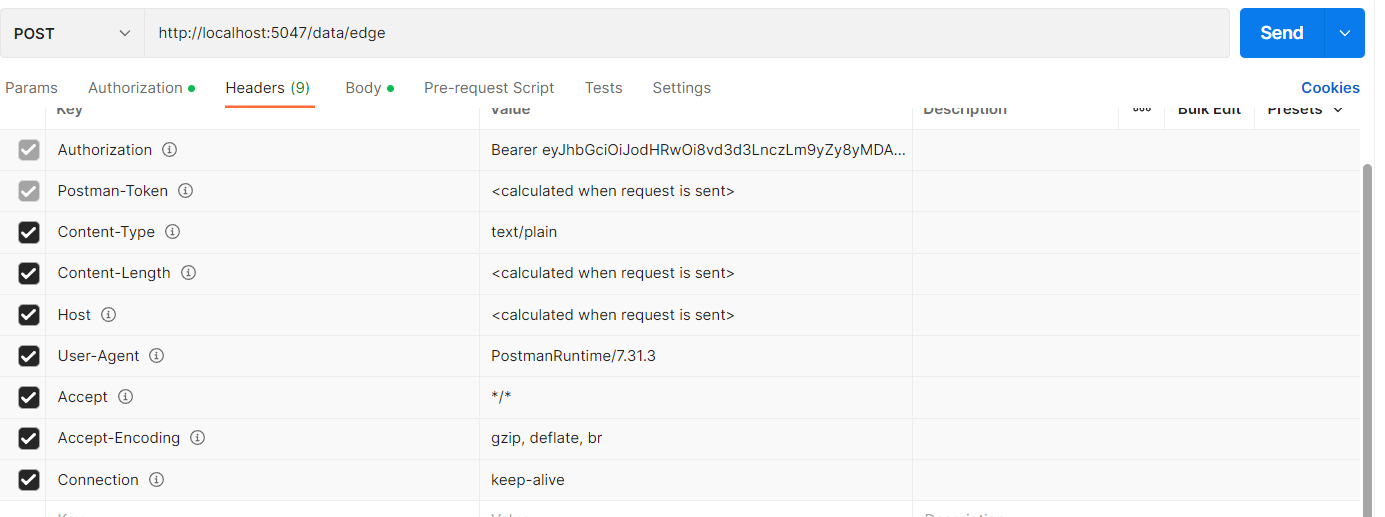 POST http://localhost:5047/data/edge Send
Params Authorization Headers (9) Body Pre-request Script Tests Settings Cookies
Key Value Description ooo Bulk Edit Presets
Authorization Bearer eyJhbGciOiJodHRwOi8vd3d3LnczLm9yZy8yMDA...
Postman-Token <calculated when request is sent>
Content-Type text/plain
Content-Length <calculated when request is sent>
Host <calculated when request is sent>
User-Agent PostmanRuntime/7.31.3
Accept */*
Accept-Encoding gzip, deflate, br
Connection keep-alive
Key Value Description